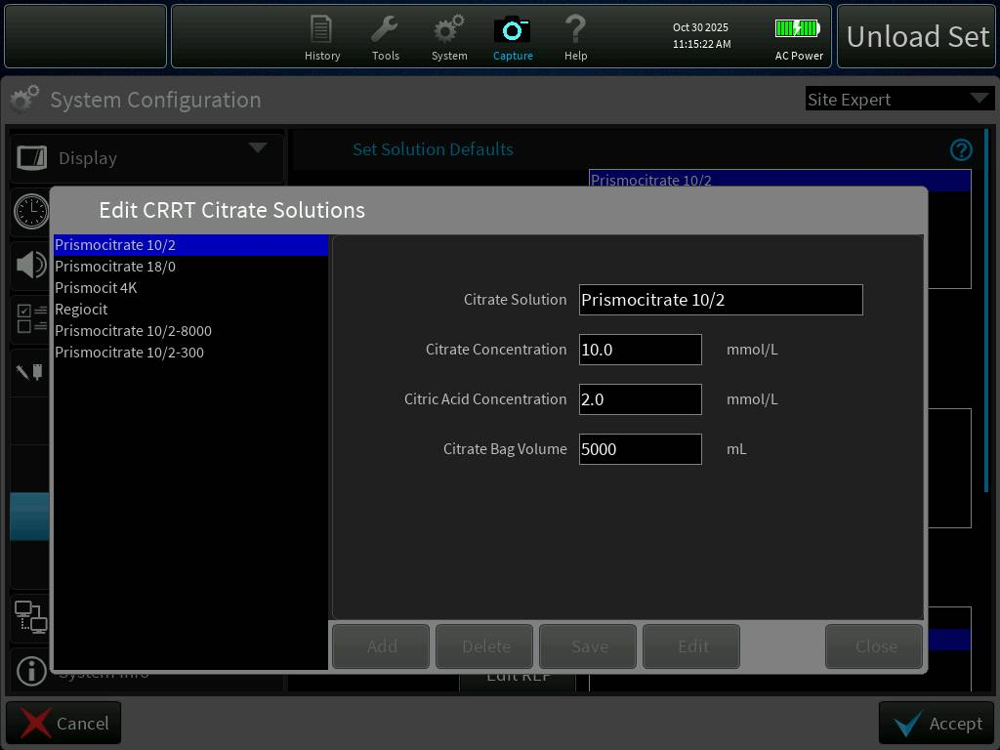 History
Tools
System
Capture
Help
Oct 30 2025
11:15:22 AM
AC Power
Unload Set
System Configuration
Site Expert
Display
Set Solution Defaults
?
Prismocitrate 10/2
Edit CRRT Citrate Solutions
Prismocitrate 10/2
Prismocitrate 18/0
Prismocit 4K
Regiocit
Prismocitrate 10/2-8000
Prismocitrate 10/2-300
Citrate Solution Prismocitrate 10/2
Citrate Concentration 10.0 mmol/L
Citric Acid Concentration 2.0 mmol/L
Citrate Bag Volume 5000 mL
Add
Delete
Save
Edit
Close
System Info
Edit REP
Cancel
Accept